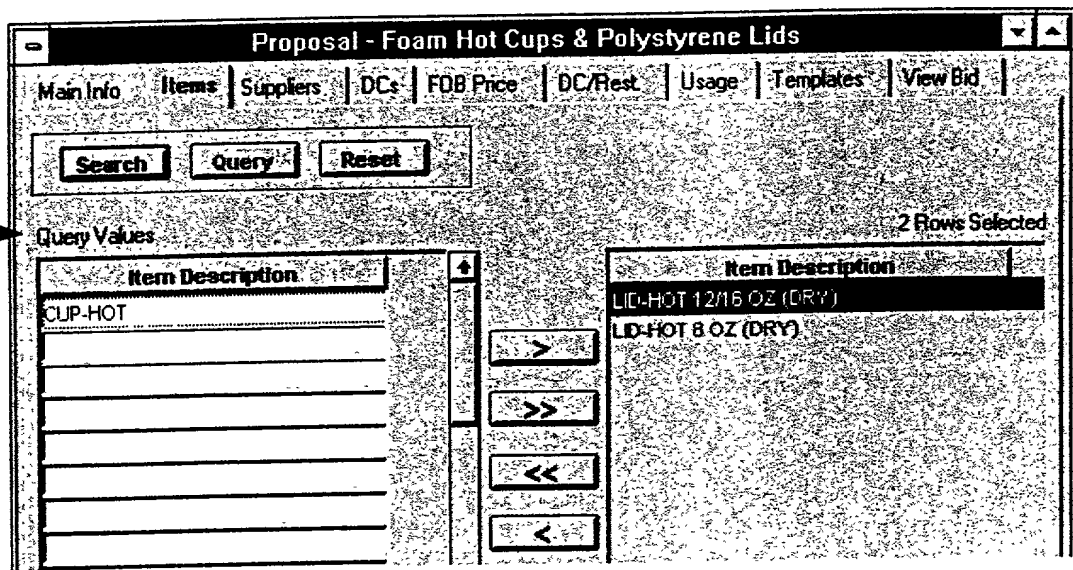 Proposal - Foam Hot Cups & Polystyrene Lids
Main Info Items Suppliers DCs FOB Price DC/Rest. Usage Templates View Bid
Search Query Reset
Query Values
2 Rows Selected
Item Description
Item Description
CUP-HOT
LID-HOT 12/16 OZ (DRY)
LID-HOT 8 OZ (DRY)
>
>>
<<
<